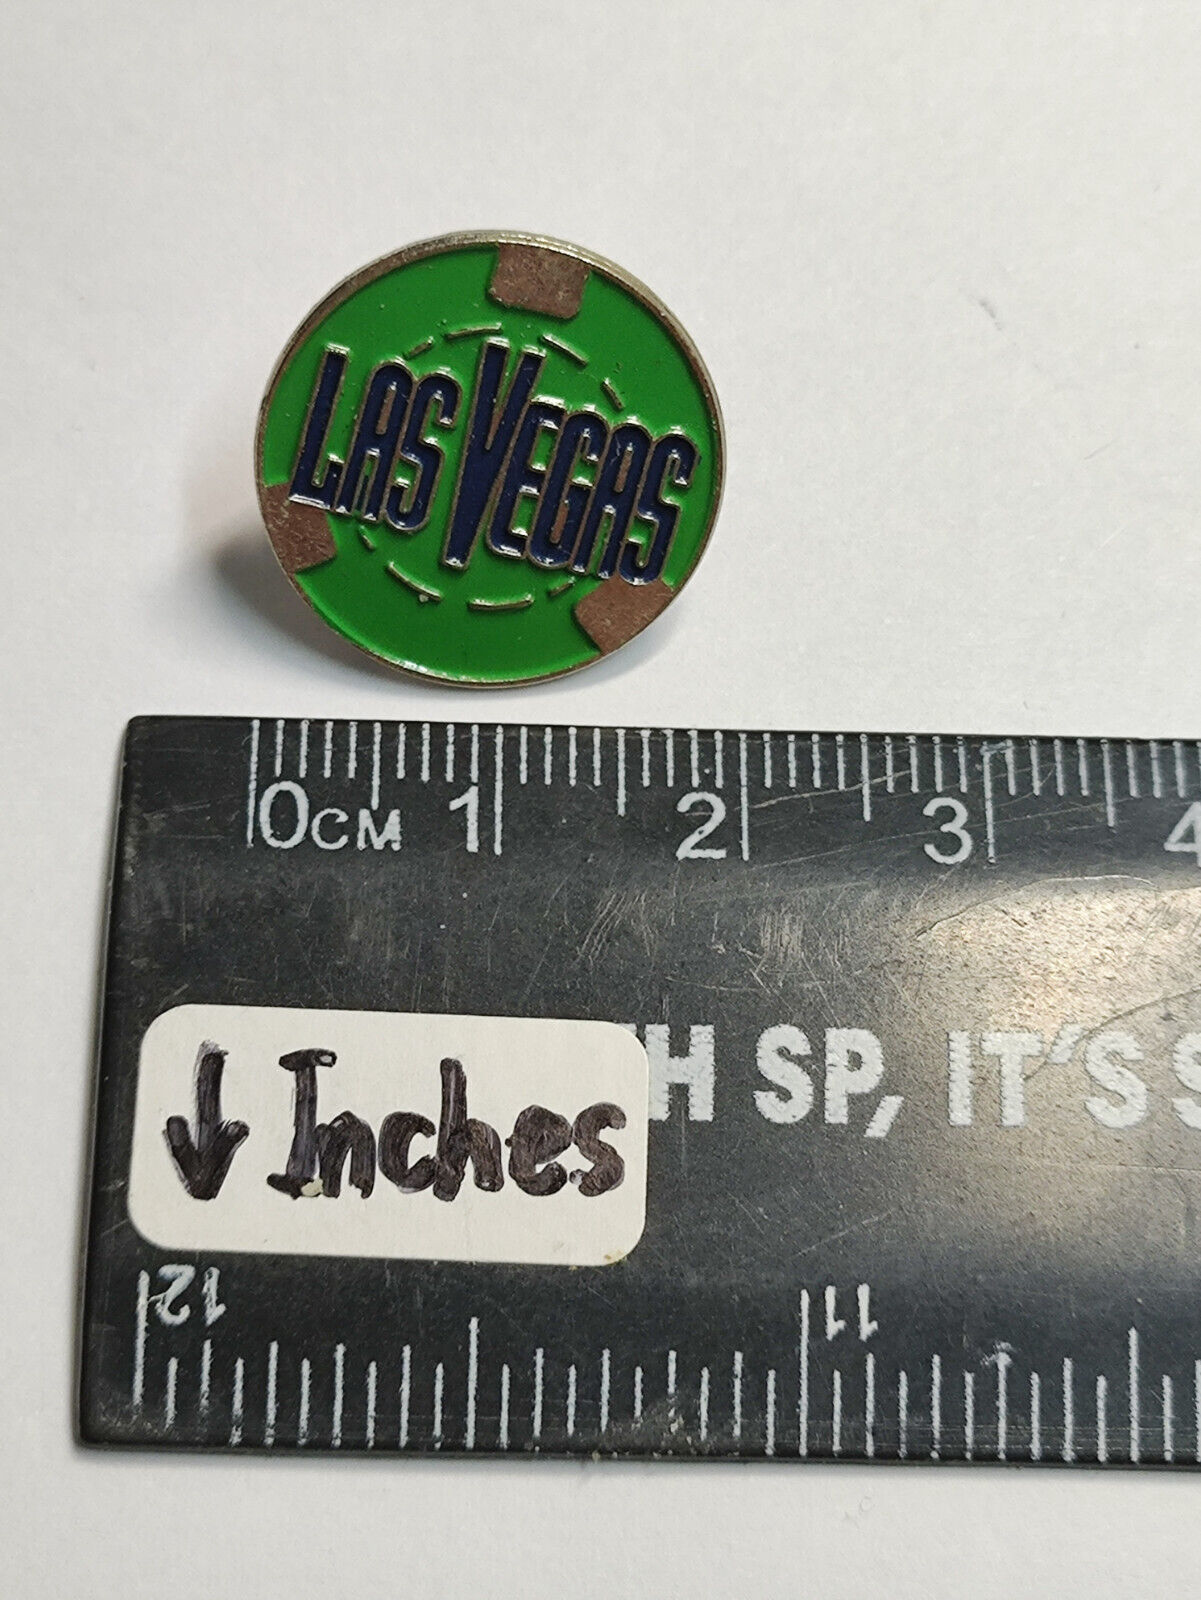 LAS VEGAS
0CM 1 2 3 4
H SP, IT'S S
↓ Inches
12 11